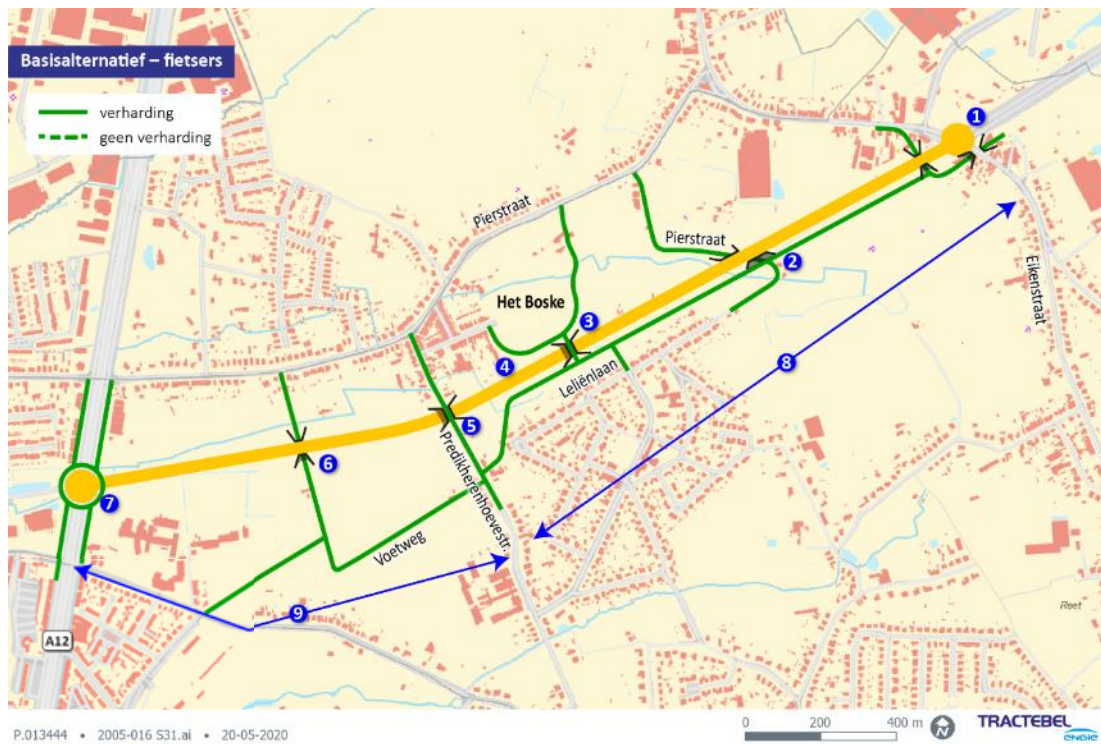 Basisalternatief – fietsers
verharding
geen verharding
1
Pierstraat
Pierstraat
2
Eikenstraat
Het Boske
3
4
8
Leliënlaan
5
Predikherenhoevestr.
6
7
Voetweg
9
Reet
A12
0 200 400 m
N
P.013444 • 2005-016 S31.ai • 20-05-2020
TRACTEBEL
ENGIE